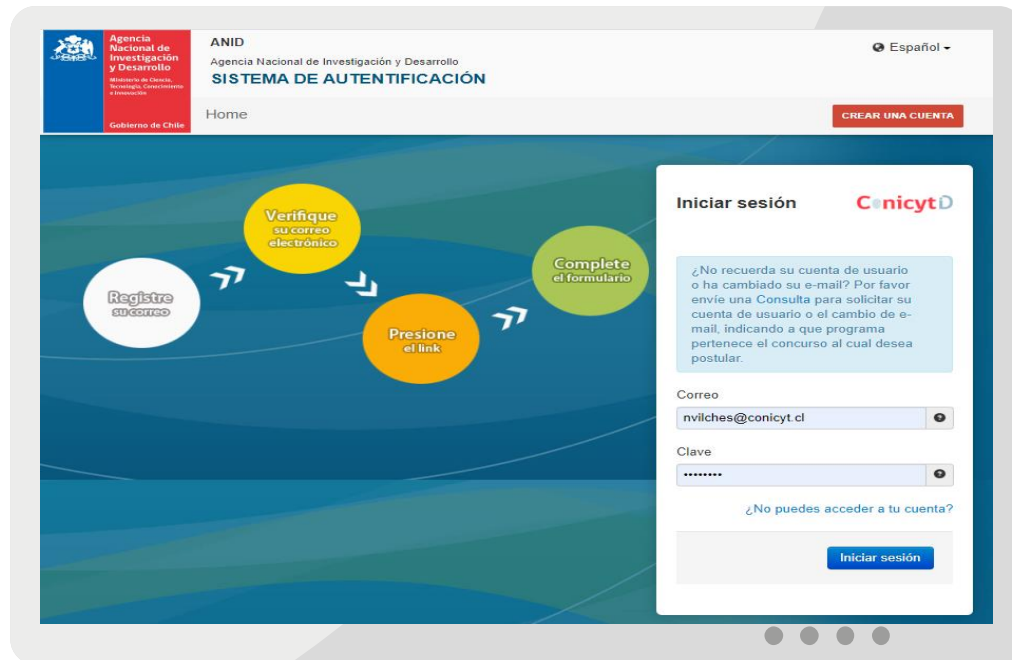 Agencia
Nacional de
Investigación
y Desarrollo
Ministerio de Ciencia,
Tecnología, Conocimiento
e Innovación
Gobierno de Chile
ANID
Agencia Nacional de Investigación y Desarrollo
SISTEMA DE AUTENTIFICACIÓN
Español
Home
CREAR UNA CUENTA
Registre
su correo
Verifique
su correo
electrónico
Presione
el link
Complete
el formulario
Iniciar sesión
ConicytID
¿No recuerda su cuenta de usuario
o ha cambiado su e-mail? Por favor
envíe una Consulta para solicitar su
cuenta de usuario o el cambio de e-
mail, indicando a que programa
pertenece el concurso al cual desea
postular.
Correo
nvilches@conicyt.cl
Clave
••••••••
¿No puedes acceder a tu cuenta?
Iniciar sesión